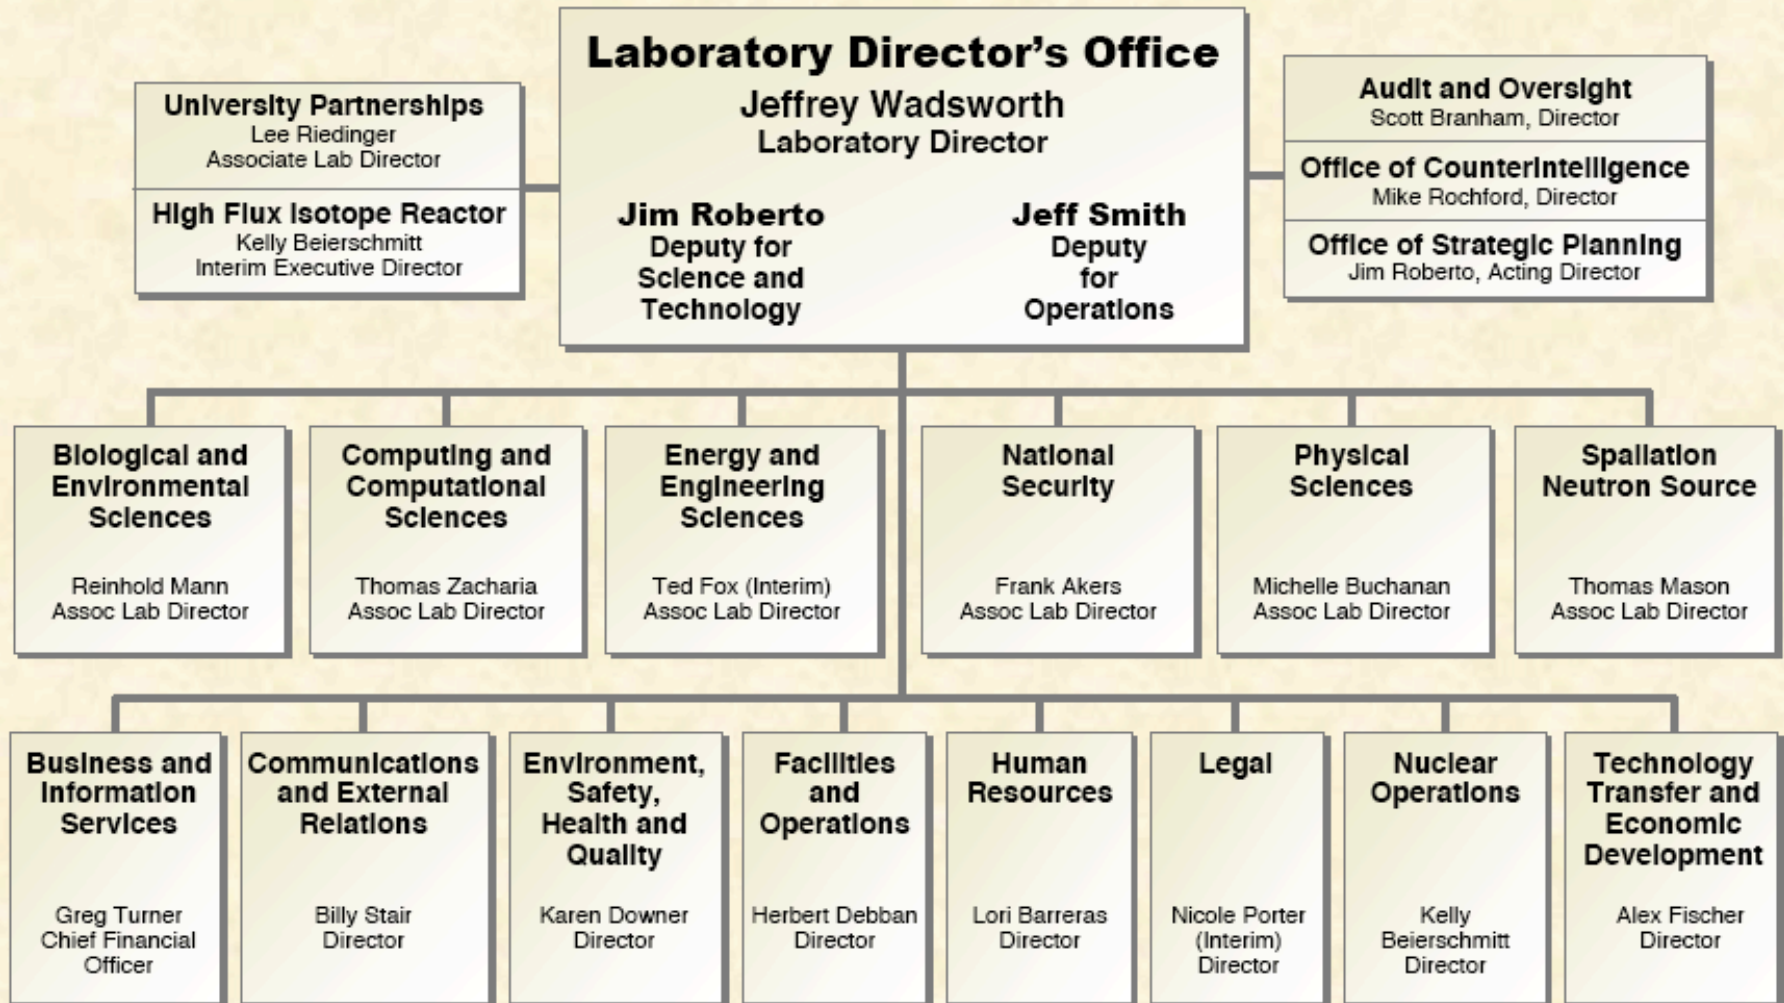 Laboratory Director's Office
Jeffrey Wadsworth
Laboratory Director
Jim Roberto
Deputy for
Science and
Technology
Jeff Smith
Deputy
for
Operations
University Partnerships
Lee Riedinger
Associate Lab Director
High Flux Isotope Reactor
Kelly Beierschmitt
Interim Executive Director
Audit and Oversight
Scott Branham, Director
Office of Counterintelligence
Mike Rochford, Director
Office of Strategic Planning
Jim Roberto, Acting Director
Biological and
Environmental
Sciences
Reinhold Mann
Assoc Lab Director
Computing and
Computational
Sciences
Thomas Zacharia
Assoc Lab Director
Energy and
Engineering
Sciences
Ted Fox (Interim)
Assoc Lab Director
National
Security
Frank Akers
Assoc Lab Director
Physical
Sciences
Michelle Buchanan
Assoc Lab Director
Spallation
Neutron Source
Thomas Mason
Assoc Lab Director
Business and
Information
Services
Greg Turner
Chief Financial
Officer
Communications
and External
Relations
Billy Stair
Director
Environment,
Safety,
Health and
Quality
Karen Downer
Director
Facilities
and
Operations
Herbert Debban
Director
Human
Resources
Lori Barreras
Director
Legal
Nicole Porter
(Interim)
Director
Nuclear
Operations
Kelly
Beierschmitt
Director
Technology
Transfer and
Economic
Development
Alex Fischer
Director